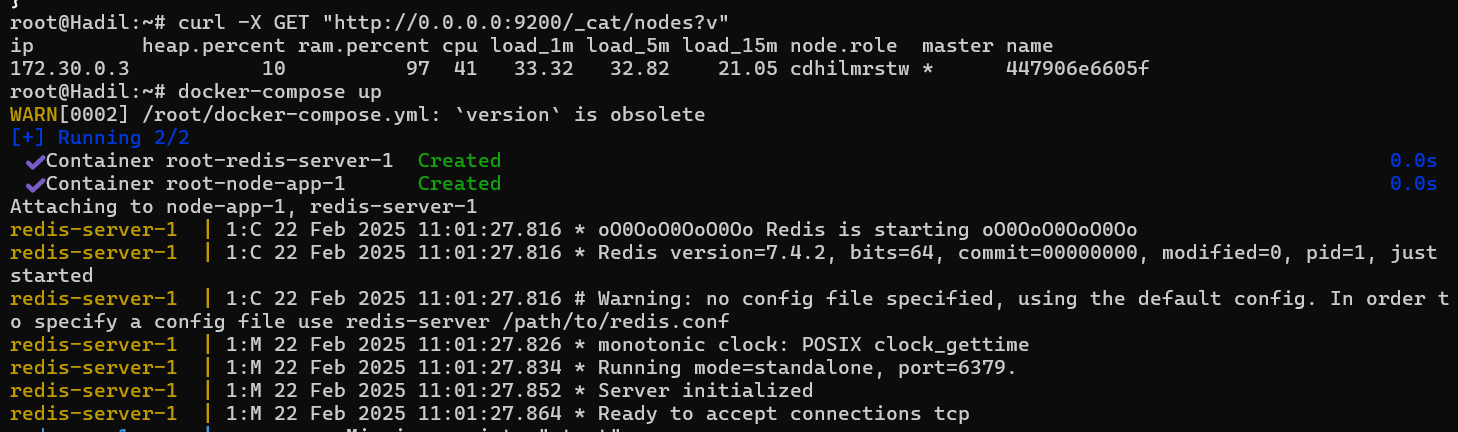 }
root@Hadil:~# curl -X GET "http://0.0.0.0:9200/_cat/nodes?v"
ip         heap.percent ram.percent cpu load_1m load_5m load_15m node.role  master name
172.30.0.3           10          97  41   33.32   32.82    21.05 cdhilmrstw *      447906e6605f
root@Hadil:~# docker-compose up
WARN[0002] /root/docker-compose.yml: `version` is obsolete
[+] Running 2/2
 ✔Container root-redis-server-1  Created 0.0s
 ✔Container root-node-app-1      Created 0.0s
Attaching to node-app-1, redis-server-1
redis-server-1  | 1:C 22 Feb 2025 11:01:27.816 * oO0OoO0OoO0Oo Redis is starting oO0OoO0OoO0Oo
redis-server-1  | 1:C 22 Feb 2025 11:01:27.816 * Redis version=7.4.2, bits=64, commit=00000000, modified=0, pid=1, just
started
redis-server-1  | 1:C 22 Feb 2025 11:01:27.816 # Warning: no config file specified, using the default config. In order t
o specify a config file use redis-server /path/to/redis.conf
redis-server-1  | 1:M 22 Feb 2025 11:01:27.826 * monotonic clock: POSIX clock_gettime
redis-server-1  | 1:M 22 Feb 2025 11:01:27.834 * Running mode=standalone, port=6379.
redis-server-1  | 1:M 22 Feb 2025 11:01:27.852 * Server initialized
redis-server-1  | 1:M 22 Feb 2025 11:01:27.864 * Ready to accept connections tcp